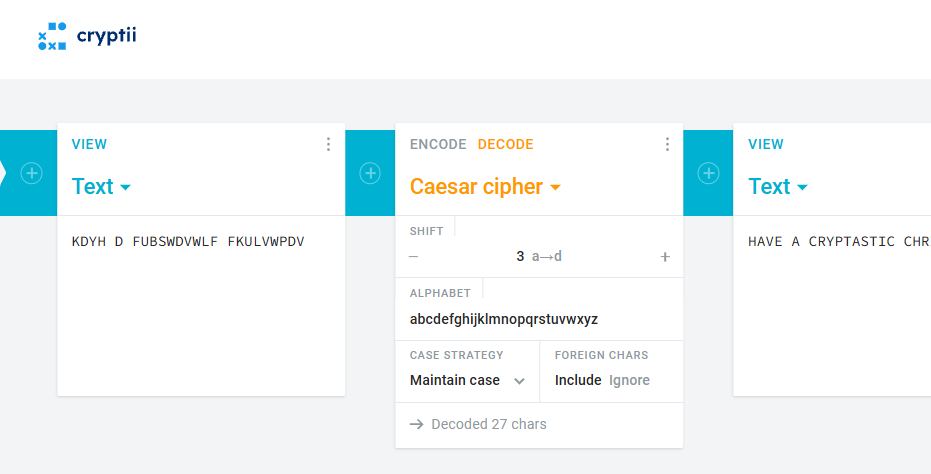 cryptii
VIEW
Text
KDYH D FUBSWDVWLF FKULVWPDV
ENCODE DECODE
Caesar cipher
SHIFT
− 3 a→d +
ALPHABET
abcdefghijklmnopqrstuvwxyz
CASE STRATEGY
Maintain case
FOREIGN CHARS
Include Ignore
→ Decoded 27 chars
VIEW
Text
HAVE A CRYPTASTIC CHR